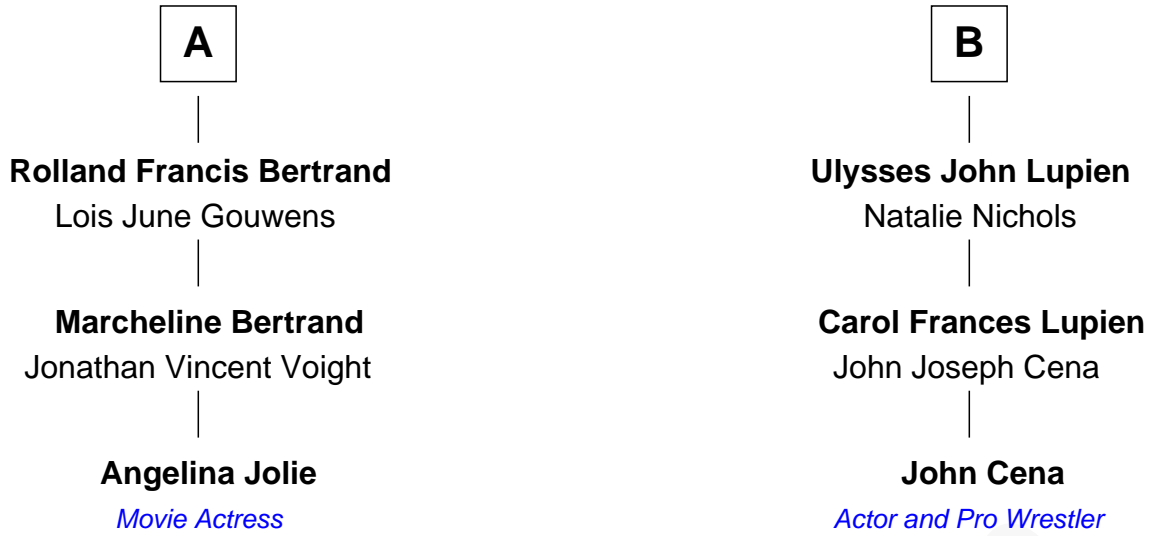 A
Rolland Francis Bertrand
Lois June Gouwens
Marcheline Bertrand
Jonathan Vincent Voight
Angelina Jolie
Movie Actress
B
Ulysses John Lupien
Natalie Nichols
Carol Frances Lupien
John Joseph Cena
John Cena
Actor and Pro Wrestler